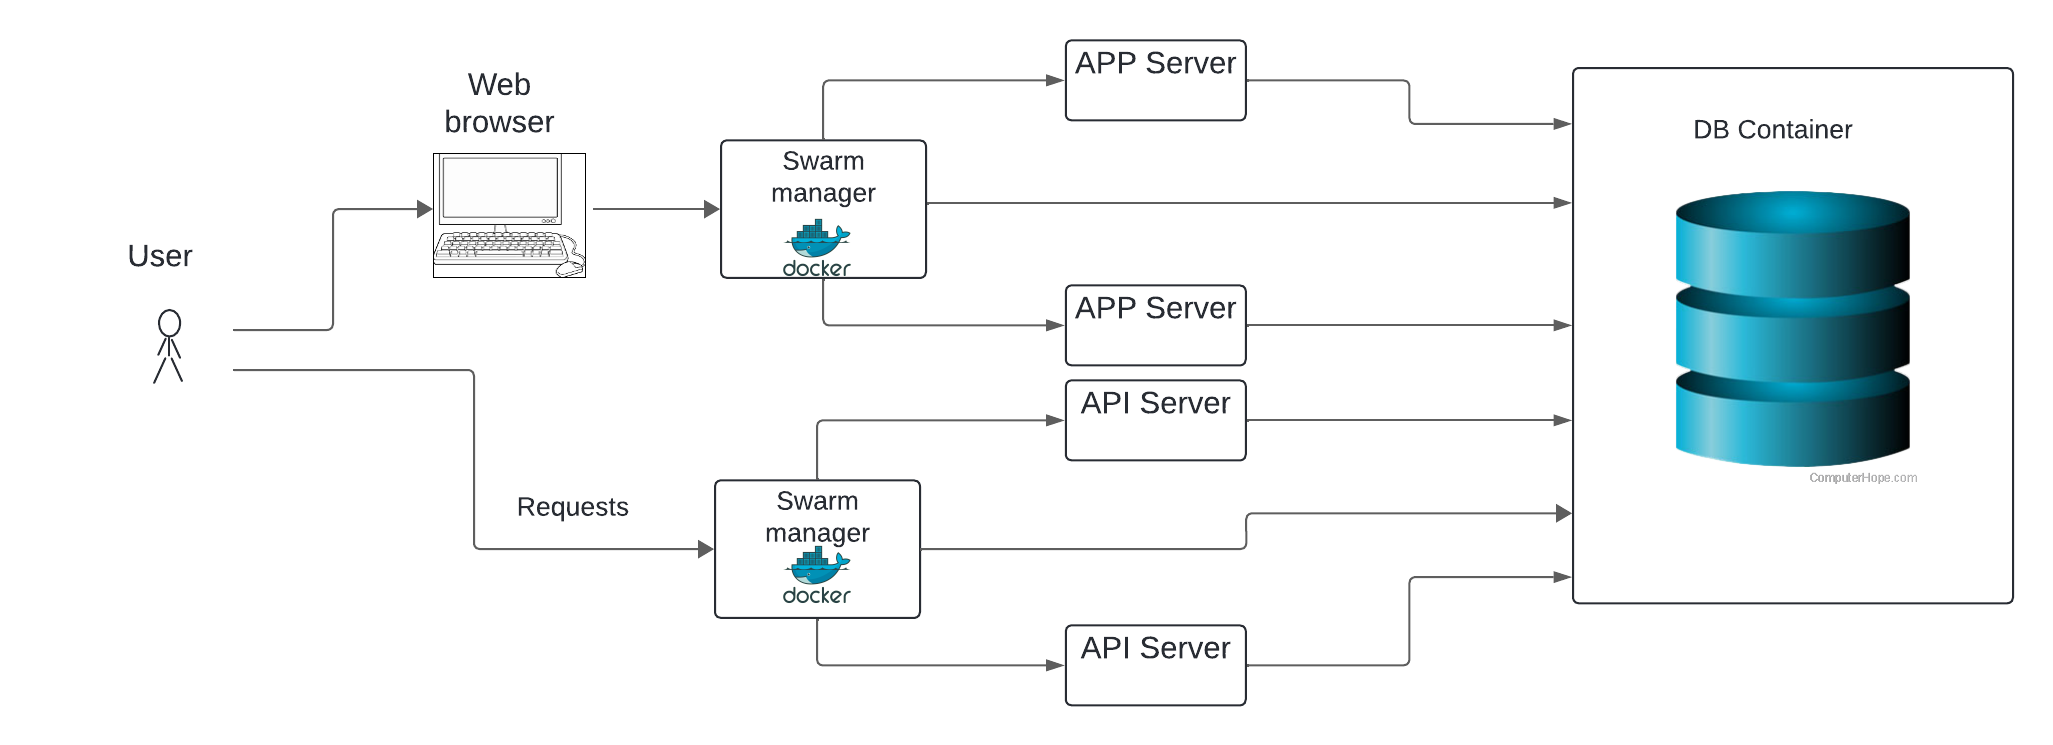 User
Web
browser
Swarm
manager
docker
APP Server
APP Server
Requests
Swarm
manager
docker
API Server
API Server
DB Container
ComputerHope.com